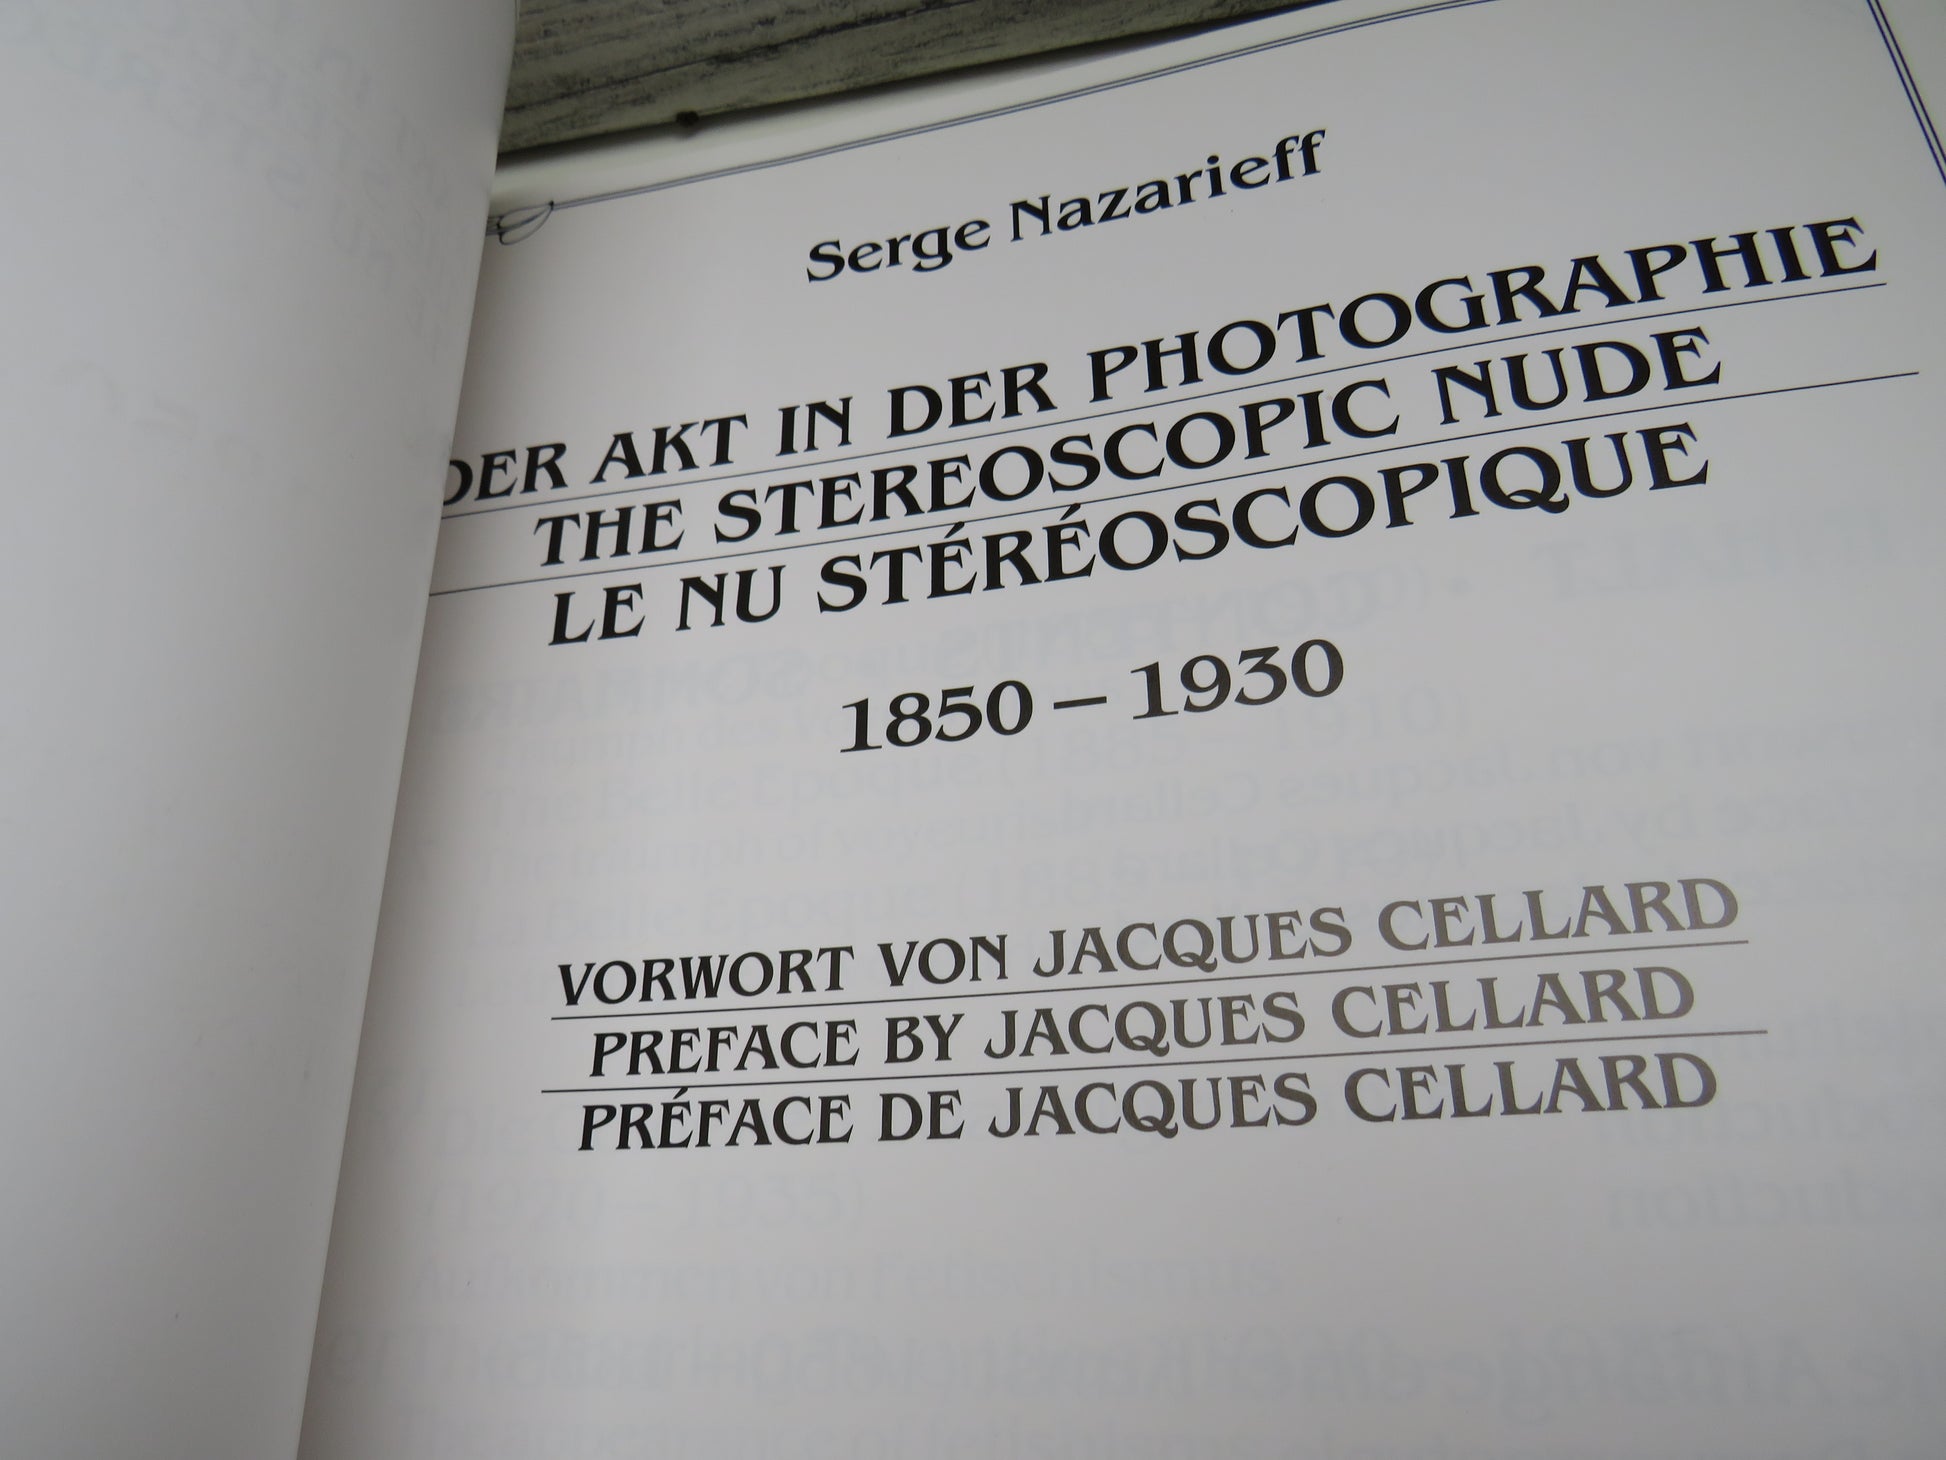 Serge Nazarieff
DER AKT IN DER PHOTOGRAPHIE
THE STEREOSCOPIC NUDE
LE NU STÉRÉOSCOPIQUE
1850 – 1930
VORWORT VON JACQUES CELLARD
PREFACE BY JACQUES CELLARD
PRÉFACE DE JACQUES CELLARD